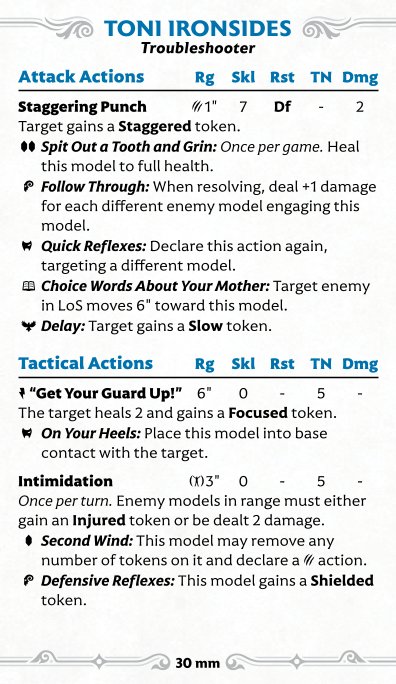 TONI IRONSIDES
Troubleshooter
Attack Actions Rg Skl Rst TN Dmg
Staggering Punch 1" 7 Df - 2
Target gains a Staggered token.
Spit Out a Tooth and Grin: Once per game. Heal
this model to full health.
Follow Through: When resolving, deal +1 damage
for each different enemy model engaging this
model.
Quick Reflexes: Declare this action again,
targeting a different model.
Choice Words About Your Mother: Target enemy
in LoS moves 6" toward this model.
Delay: Target gains a Slow token.
Tactical Actions Rg Skl Rst TN Dmg
“Get Your Guard Up!” 6" 0 - 5 -
The target heals 2 and gains a Focused token.
On Your Heels: Place this model into base
contact with the target.
Intimidation 3" 0 - 5 -
Once per turn. Enemy models in range must either
gain an Injured token or be dealt 2 damage.
Second Wind: This model may remove any
number of tokens on it and declare a action.
Defensive Reflexes: This model gains a Shielded
token.
30 mm